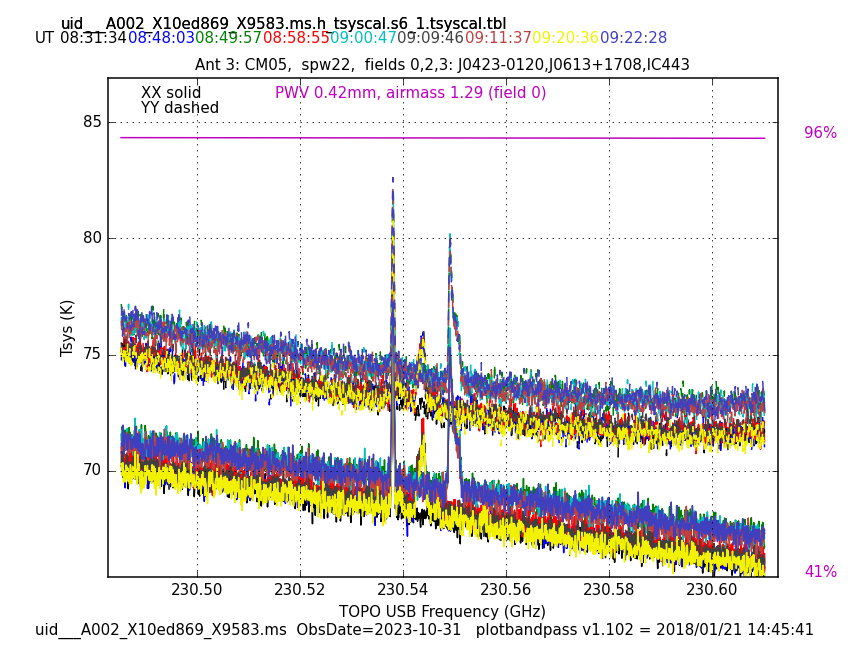 uid___A002_X10ed869_X9583.ms.h_tsyscal.s6_1.tsyscal.tbl
UT 08:31:34 08:48:03 08:49:57 08:58:55 09:00:47 09:09:46 09:11:37 09:20:36 09:22:28
Ant 3: CM05,  spw22,  fields 0,2,3: J0423-0120,J0613+1708,IC443
XX solid
PWV 0.42mm, airmass 1.29 (field 0)
YY dashed
85
96%
80
75
Tsys (K)
70
41%
230.50 230.52 230.54 230.56 230.58 230.60
TOPO USB Frequency (GHz)
uid___A002_X10ed869_X9583.ms  ObsDate=2023-10-31   plotbandpass v1.102 = 2018/01/21 14:45:41